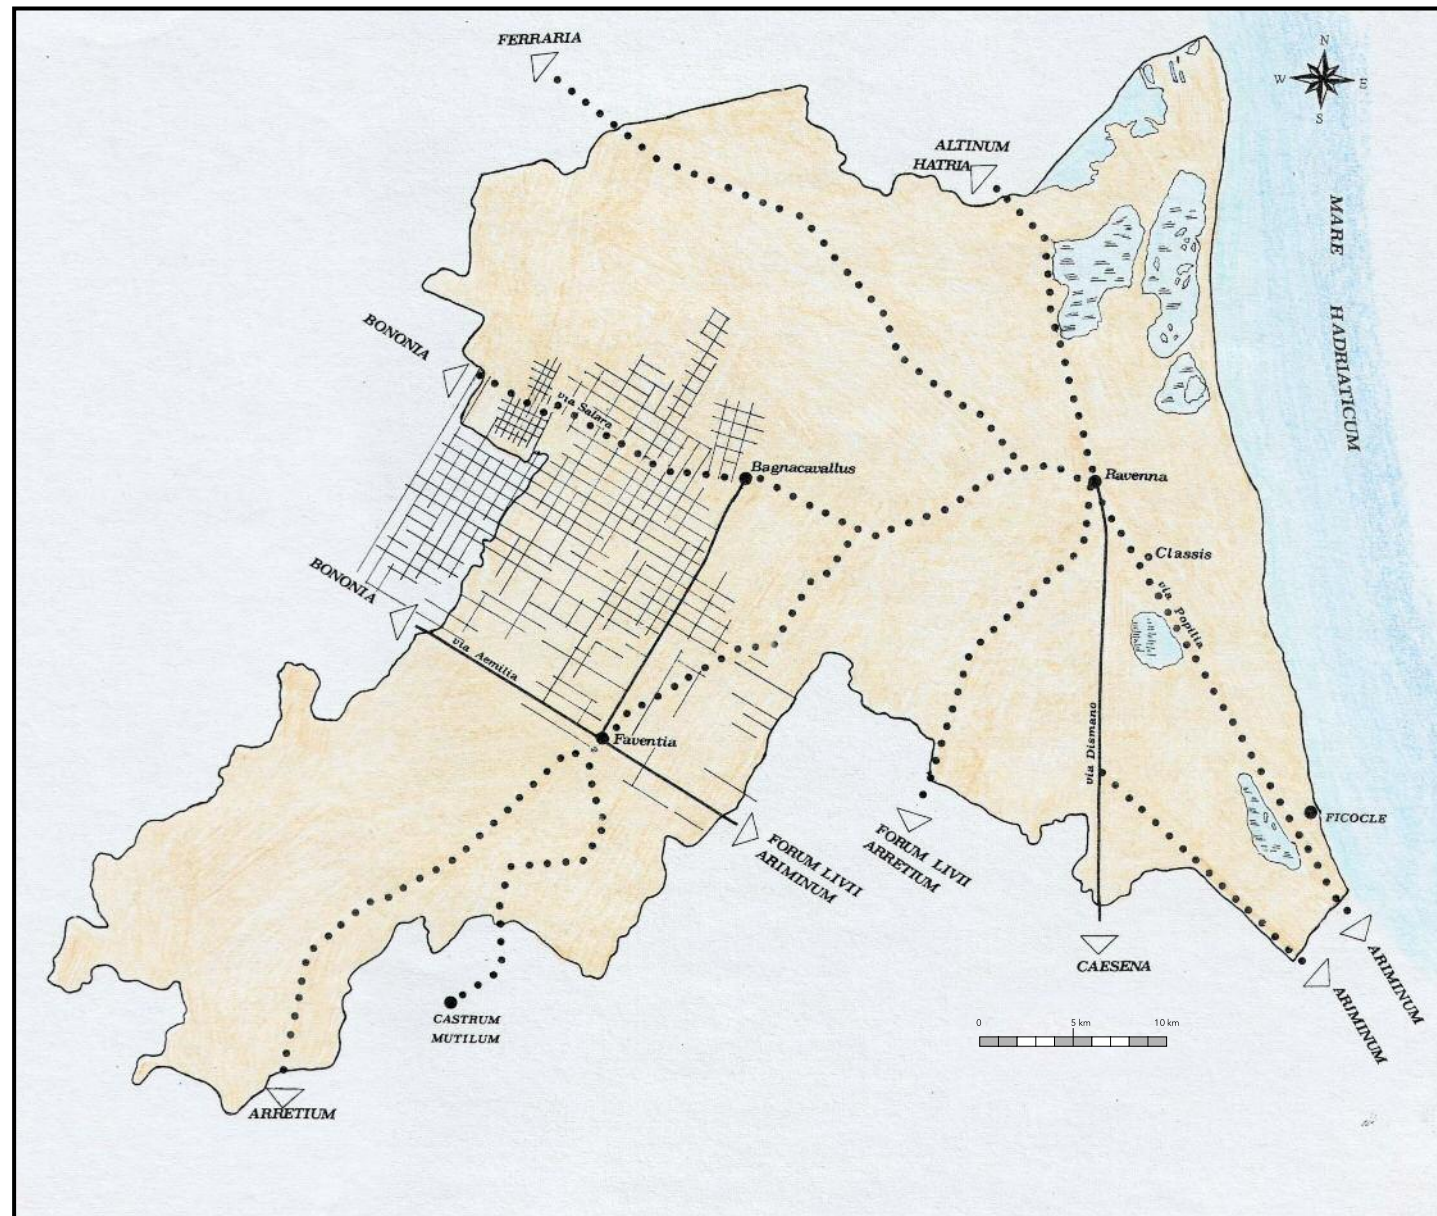 FERRARIA
N
W
E
S
ALTINUM
HATRIA
MARE HADRIATICUM
BONONIA
via Salara
Bagnacavallus
Ravenna
Classis
BONONIA
via Popilia
via Aemilia
Faventia
via Dismano
FICOCLE
FORUM LIVII
ARIMINUM
FORUM LIVII
ARRETIUM
CAESENA
ARIMINUM
ARIMINUM
CASTRUM
MUTILUM
0 5 km 10 km
ARRETIUM